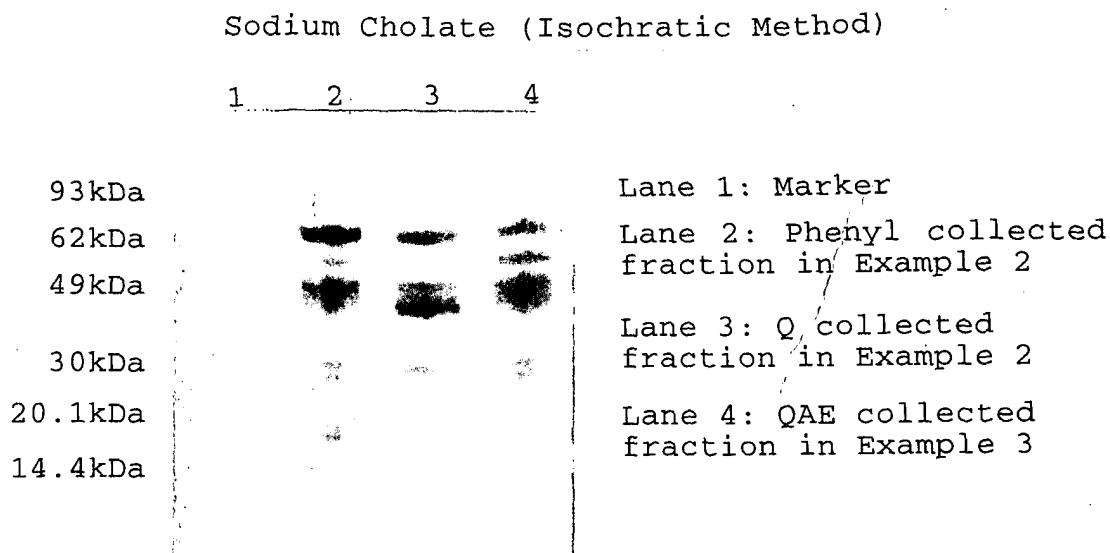 Sodium Cholate (Isochratic Method)
1 2 3 4
93kDa
62kDa
49kDa
30kDa
20.1kDa
14.4kDa
Lane 1: Marker
Lane 2: Phenyl collected
fraction in Example 2
Lane 3: Q collected
fraction in Example 2
Lane 4: QAE collected
fraction in Example 3